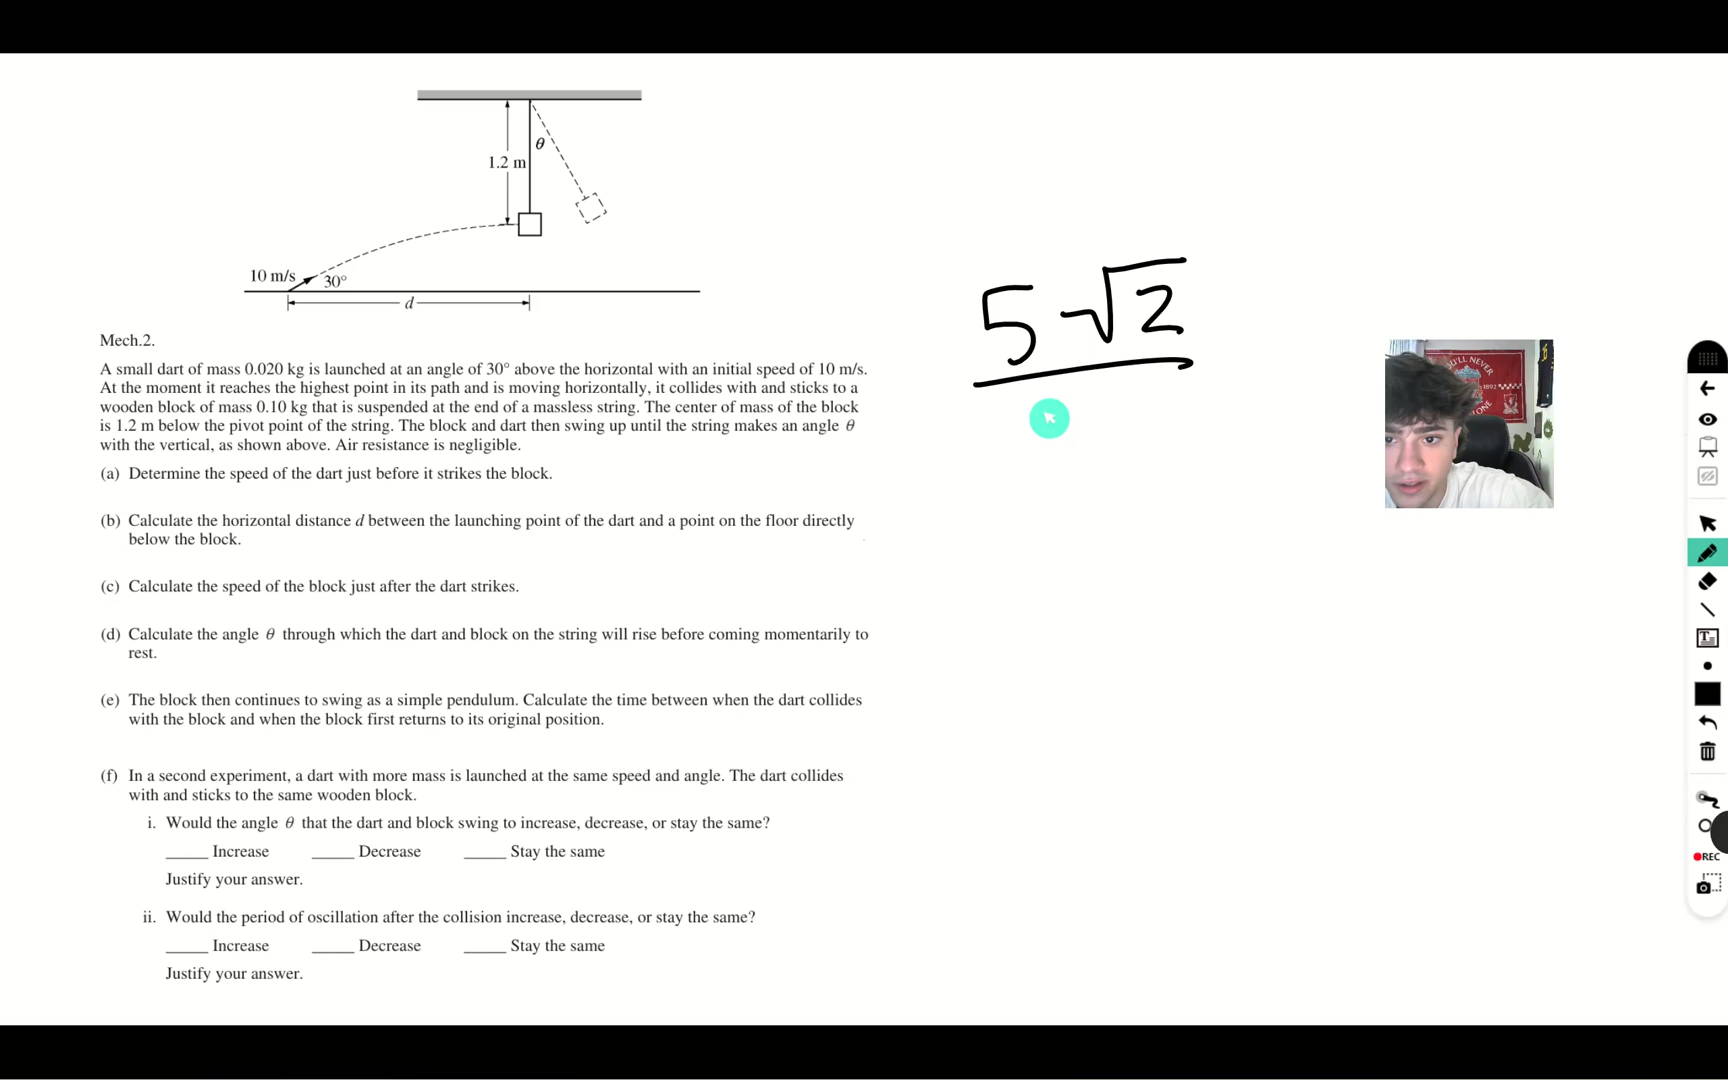 θ
1.2 m
10 m/s
30°
d
5√2
Mech.2.
A small dart of mass 0.020 kg is launched at an angle of 30° above the horizontal with an initial speed of 10 m/s.
At the moment it reaches the highest point in its path and is moving horizontally, it collides with and sticks to a
wooden block of mass 0.10 kg that is suspended at the end of a massless string. The center of mass of the block
is 1.2 m below the pivot point of the string. The block and dart then swing up until the string makes an angle θ
with the vertical, as shown above. Air resistance is negligible.
(a) Determine the speed of the dart just before it strikes the block.
(b) Calculate the horizontal distance d between the launching point of the dart and a point on the floor directly
below the block.
(c) Calculate the speed of the block just after the dart strikes.
(d) Calculate the angle θ through which the dart and block on the string will rise before coming momentarily to
rest.
(e) The block then continues to swing as a simple pendulum. Calculate the time between when the dart collides
with the block and when the block first returns to its original position.
(f) In a second experiment, a dart with more mass is launched at the same speed and angle. The dart collides
with and sticks to the same wooden block.
i. Would the angle θ that the dart and block swing to increase, decrease, or stay the same?
_____ Increase _____ Decrease _____ Stay the same
Justify your answer.
ii. Would the period of oscillation after the collision increase, decrease, or stay the same?
_____ Increase _____ Decrease _____ Stay the same
Justify your answer.
YOU'LL NEVER
1892
REC